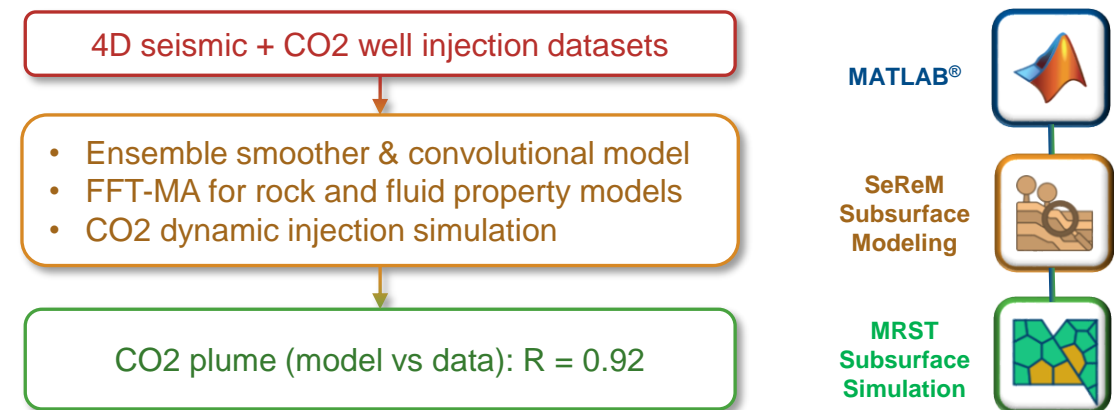 4D seismic + CO2 well injection datasets
• Ensemble smoother & convolutional model
• FFT-MA for rock and fluid property models
• CO2 dynamic injection simulation
CO2 plume (model vs data): R = 0.92
MATLAB®
SeReM
Subsurface
Modeling
MRST
Subsurface
Simulation